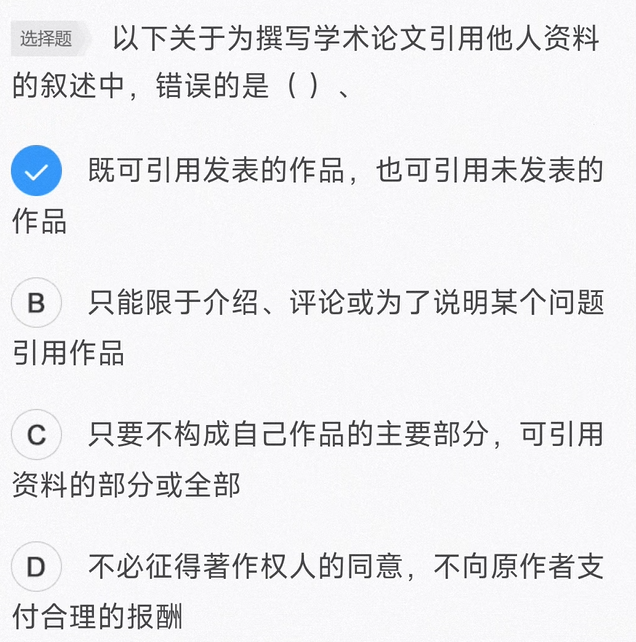 选择题 以下关于为撰写学术论文引用他人资料
的叙述中，错误的是（ ）、
既可引用发表的作品，也可引用未发表的
作品
B 只能限于介绍、评论或为了说明某个问题
引用作品
C 只要不构成自己作品的主要部分，可引用
资料的部分或全部
D 不必征得著作权人的同意，不向原作者支
付合理的报酬